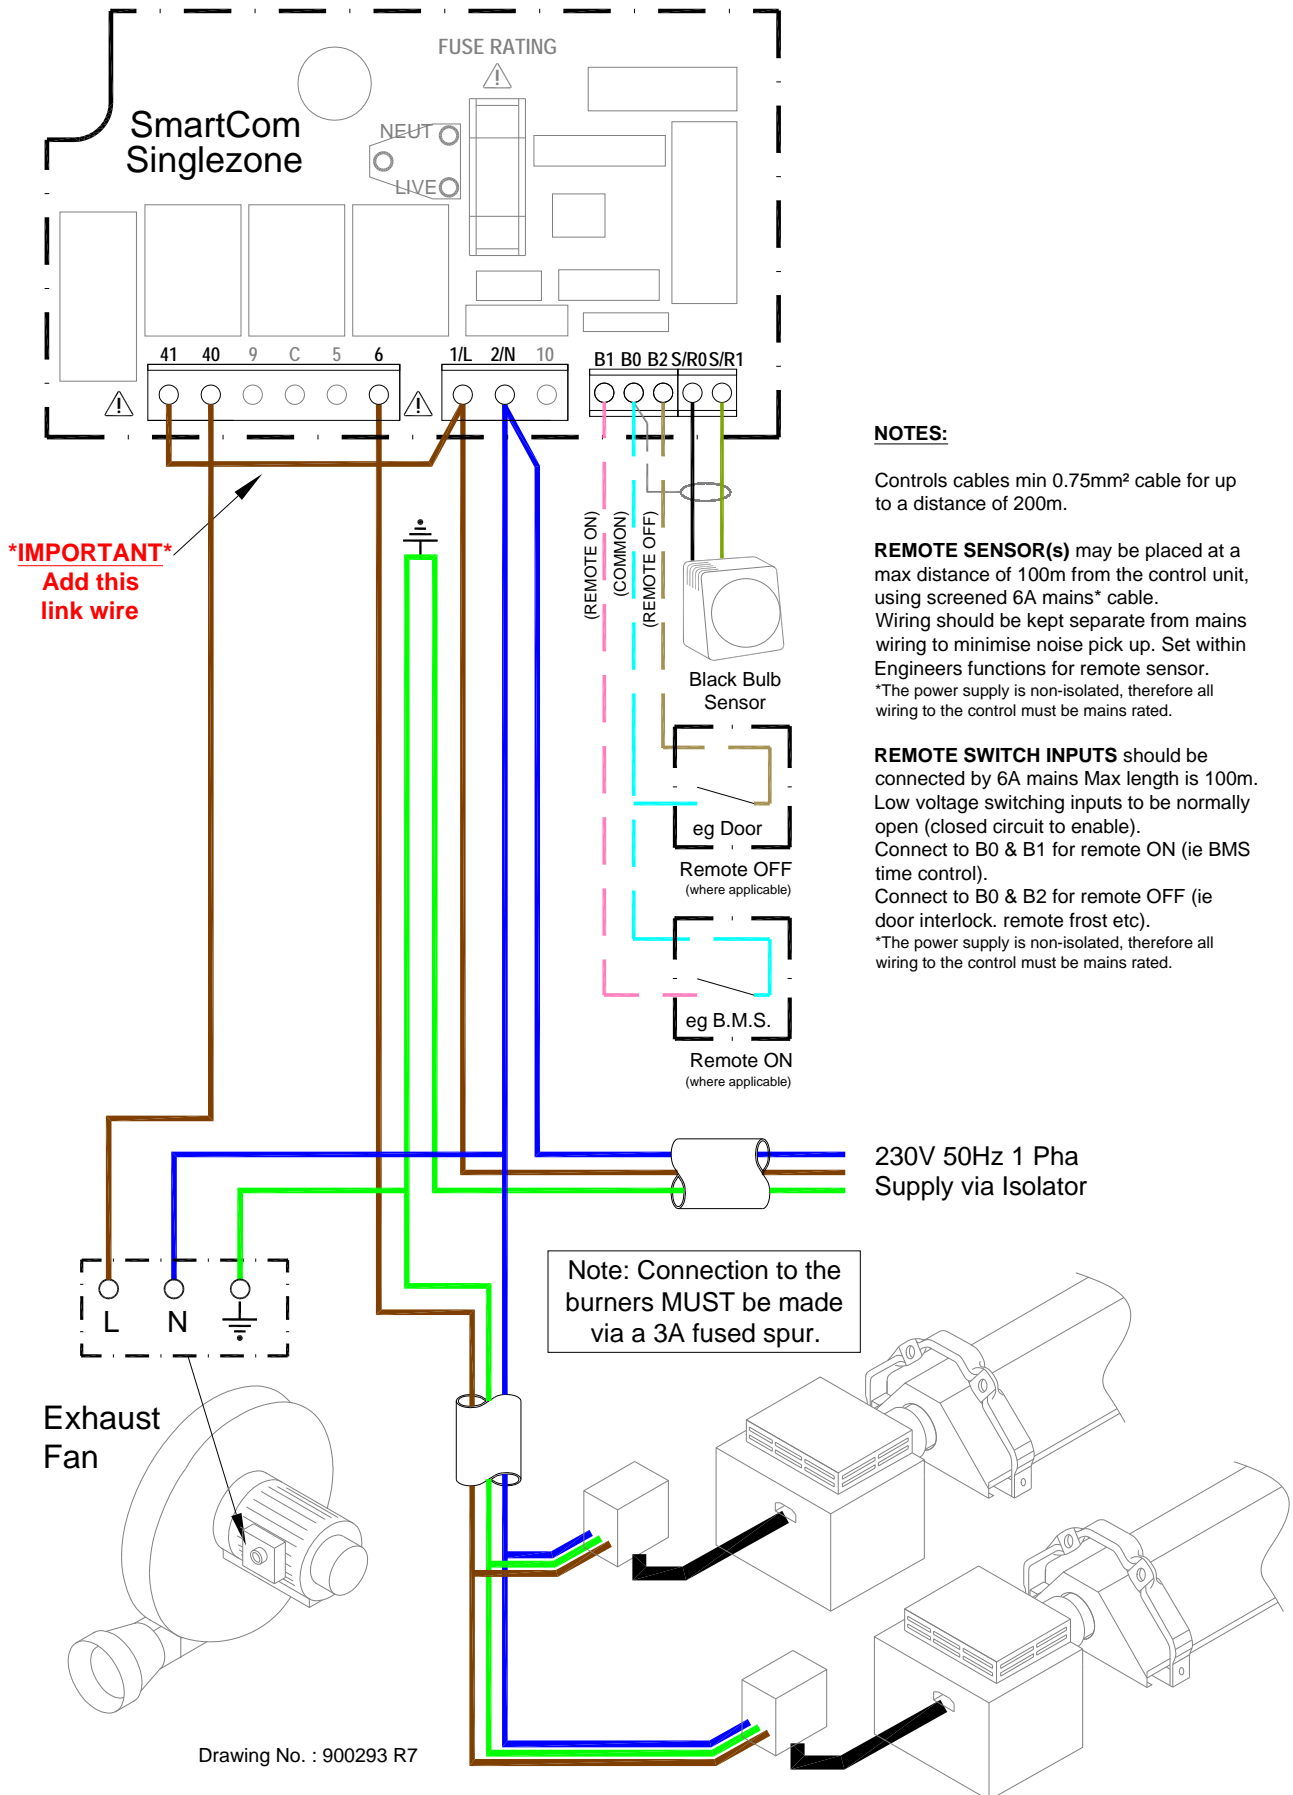 FUSE RATING
SmartCom
Singlezone
NEUT
LIVE
41 40 9 C 5 6 1/L 2/N 10 B1 B0 B2 S/R0 S/R1
*IMPORTANT*
Add this
link wire
(REMOTE ON)
(COMMON)
(REMOTE OFF)
Black Bulb
Sensor
eg Door
Remote OFF
(where applicable)
eg B.M.S.
Remote ON
(where applicable)
NOTES:
Controls cables min 0.75mm² cable for up
to a distance of 200m.
REMOTE SENSOR(s) may be placed at a
max distance of 100m from the control unit,
using screened 6A mains* cable.
Wiring should be kept separate from mains
wiring to minimise noise pick up. Set within
Engineers functions for remote sensor.
*The power supply is non-isolated, therefore all
wiring to the control must be mains rated.
REMOTE SWITCH INPUTS should be
connected by 6A mains Max length is 100m.
Low voltage switching inputs to be normally
open (closed circuit to enable).
Connect to B0 & B1 for remote ON (ie BMS
time control).
Connect to B0 & B2 for remote OFF (ie
door interlock. remote frost etc).
*The power supply is non-isolated, therefore all
wiring to the control must be mains rated.
230V 50Hz 1 Pha
Supply via Isolator
L N
Note: Connection to the
burners MUST be made
via a 3A fused spur.
Exhaust
Fan
Drawing No. : 900293 R7